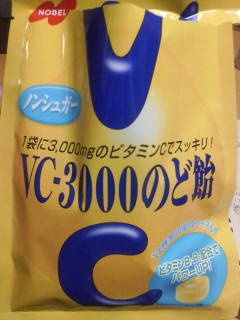 NOBEL
V
ノンシュガー
1袋に3,000mgのビタミンCでスッキリ!
VC-3000のど飴
C
ビタミンB₁,B₂配合で
パワーUP!